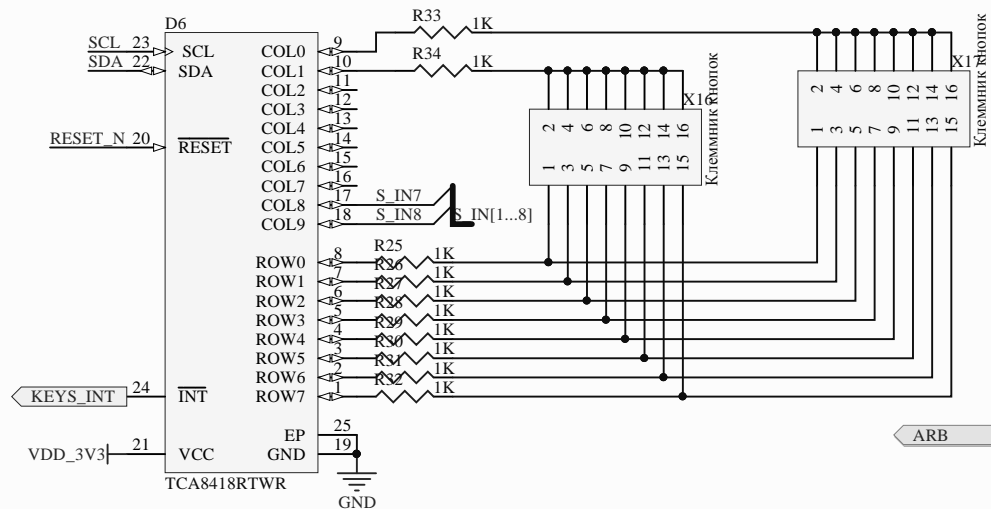 D6
SCL 23 SCL
SDA 22 SDA
RESET_N 20 RESET
KEYS_INT 24 INT
VDD_3V3 21 VCC
TCA8418RTWR
COL0 9 R33 1K
COL1 10 R34 1K
COL2 11
COL3 12
COL4 13
COL5 14
COL6 15
COL7 16
COL8 17 S_IN7
COL9 18 S_IN8
S_IN[1...8]
ROW0 8 R25 1K
ROW1 7 R26 1K
ROW2 6 R27 1K
ROW3 5 R28 1K
ROW4 4 R29 1K
ROW5 3 R30 1K
ROW6 2 R31 1K
ROW7 1 R32 1K
EP 25
GND 19
GND
X16
2 4 6 8 10 12 14 16
1 3 5 7 9 11 13 15
Клеммник кнопок
X17
2 4 6 8 10 12 14 16
1 3 5 7 9 11 13 15
Клеммник кнопок
ARB